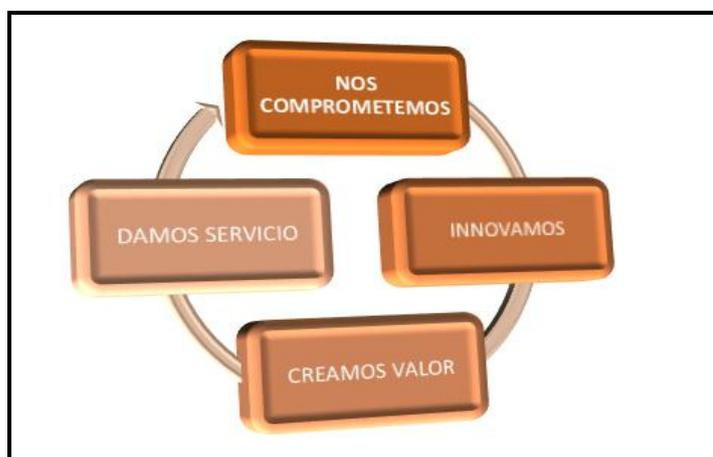 NOS
COMPROMETEMOS
INNOVAMOS
CREAMOS VALOR
DAMOS SERVICIO